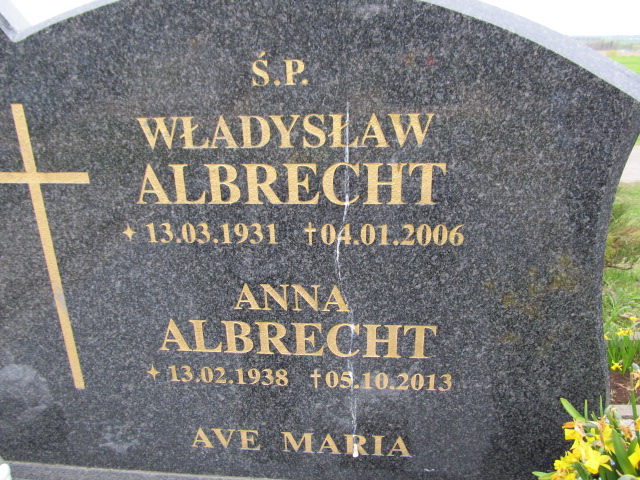 Ś.P.
WŁADYSŁAW
ALBRECHT
✦ 13.03.1931 †04.01.2006
ANNA
ALBRECHT
✦ 13.02.1938 †05.10.2013
AVE MARIA